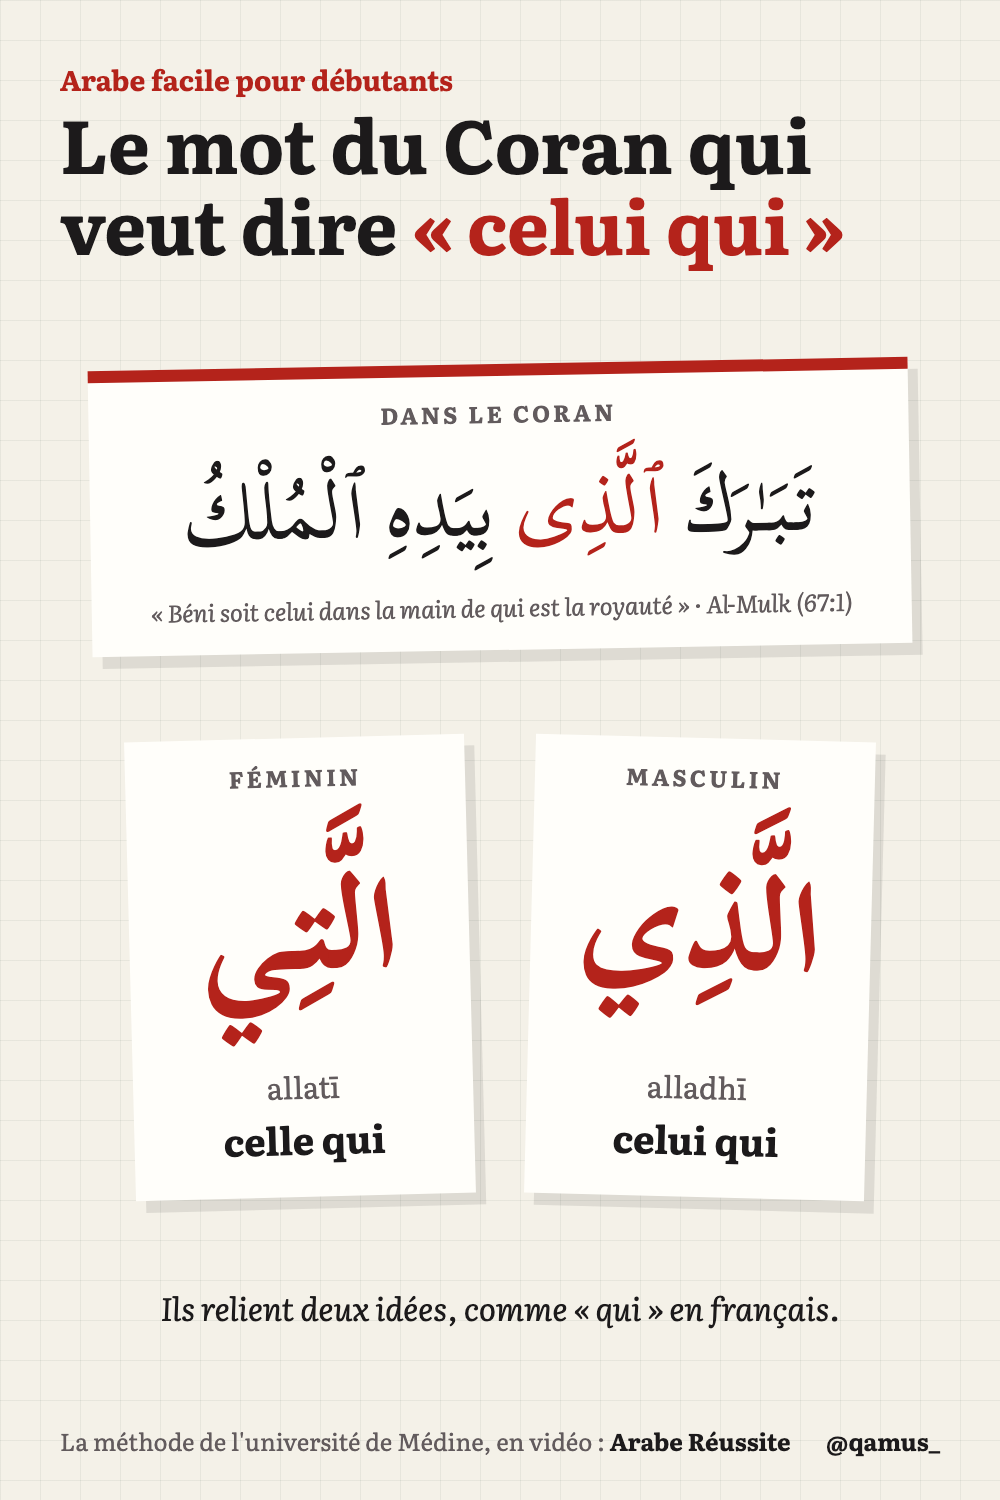 Arabe facile pour débutants
Le mot du Coran qui
veut dire « celui qui »
DANS LE CORAN
تَبَـٰرَكَ ٱلَّذِى بِيَدِهِ ٱلْمُلْكُ
« Béni soit celui dans la main de qui est la royauté » · Al-Mulk (67:1)
FÉMININ
الَّتِي
allatī
celle qui
MASCULIN
الَّذِي
alladhī
celui qui
Ils relient deux idées, comme « qui » en français.
La méthode de l'université de Médine, en vidéo : Arabe Réussite @qamus_